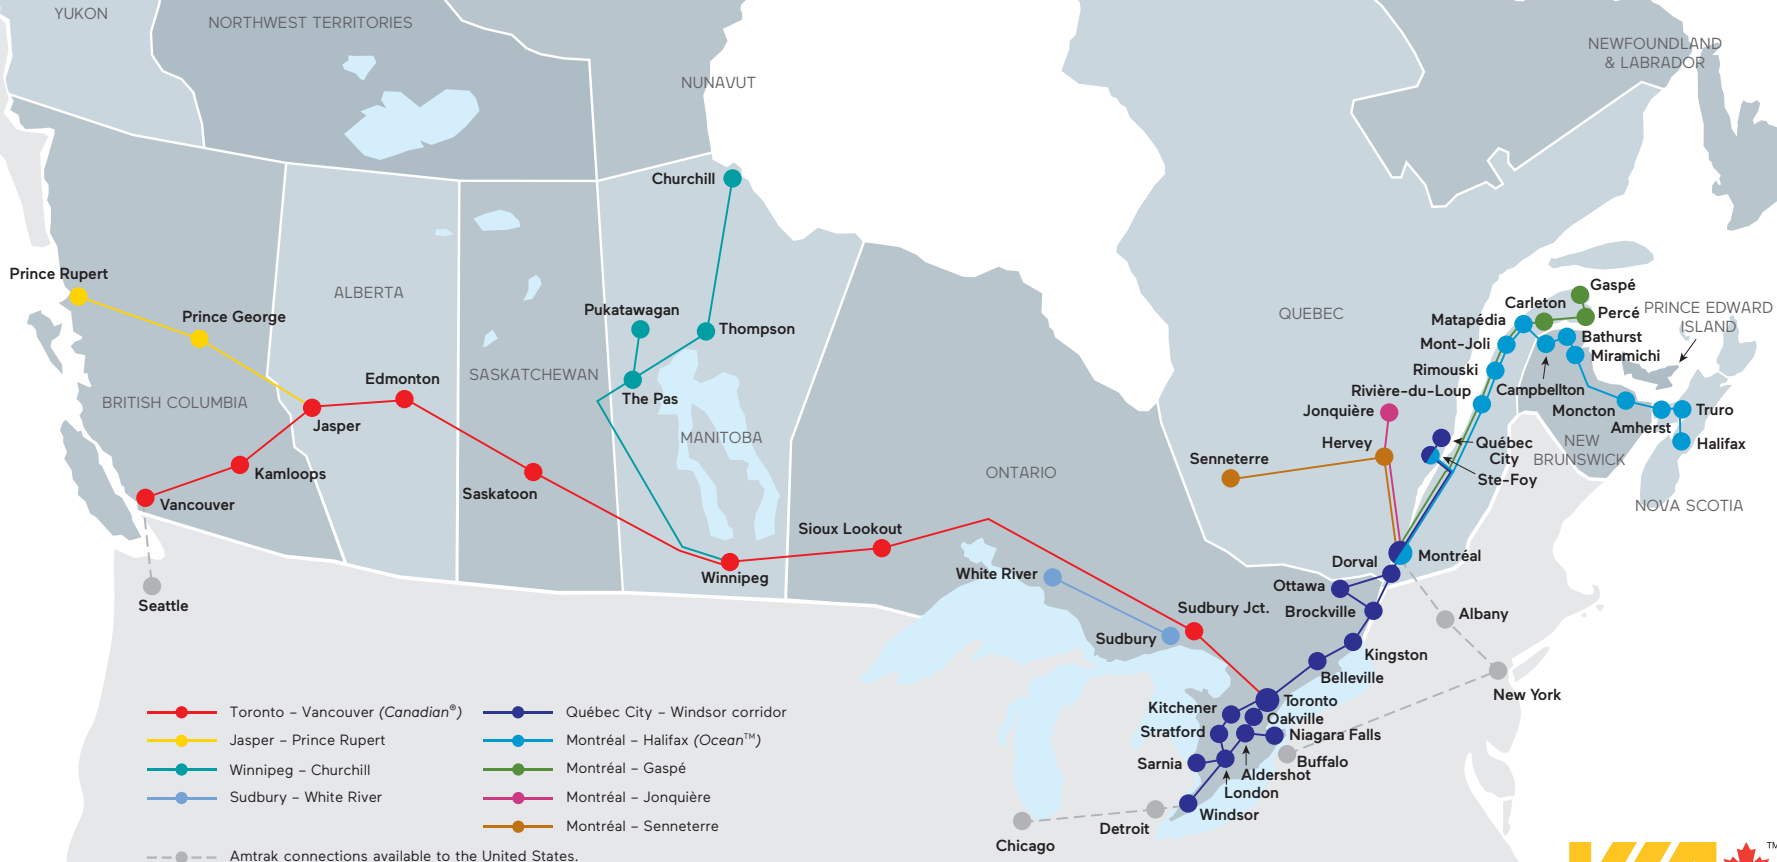 YUKON
NORTHWEST TERRITORIES
NUNAVUT
NEWFOUNDLAND
& LABRADOR
Churchill
Prince Rupert
Prince George
ALBERTA
Pukatawagan
Thompson
QUEBEC
Gaspé
Carleton
Percé
PRINCE EDWARD
ISLAND
Matapédia
Bathurst
Mont-Joli
Miramichi
Rimouski
Campbellton
Rivière-du-Loup
Edmonton
SASKATCHEWAN
The Pas
BRITISH COLUMBIA
Jasper
Jonquière
Moncton
Truro
Amherst
Halifax
MANITOBA
Hervey
Québec
City
NEW
BRUNSWICK
Ste-Foy
Senneterre
Kamloops
Saskatoon
ONTARIO
Vancouver
NOVA SCOTIA
Sioux Lookout
Winnipeg
White River
Dorval
Montréal
Ottawa
Seattle
Sudbury Jct.
Brockville
Albany
Sudbury
Kingston
Belleville
New York
Toronto
Kitchener
Oakville
Stratford
Niagara Falls
Sarnia
Buffalo
Aldershot
London
Windsor
Detroit
Chicago
Toronto – Vancouver (Canadian®)
Jasper – Prince Rupert
Winnipeg – Churchill
Sudbury – White River
Québec City – Windsor corridor
Montréal – Halifax (Ocean™)
Montréal – Gaspé
Montréal – Jonquière
Montréal – Senneterre
Amtrak connections available to the United States.
TM